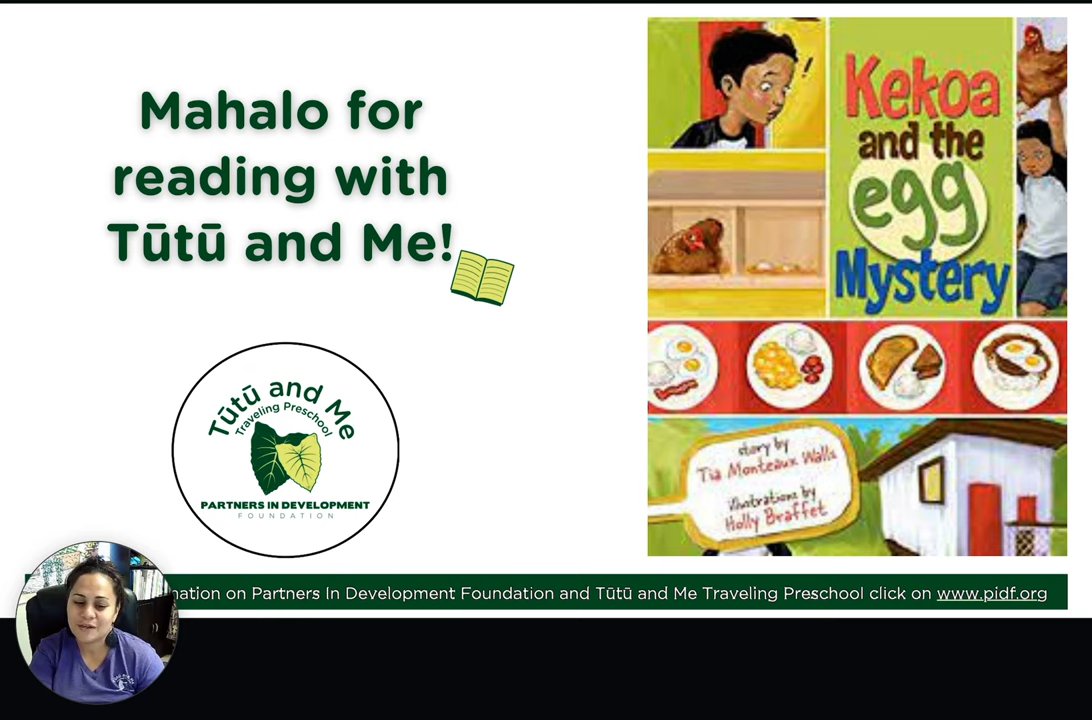 Mahalo for
reading with
Tūtū and Me!
Tūtū and Me
Traveling Preschool
PARTNERS IN DEVELOPMENT
FOUNDATION
Kekoa
and the
egg
Mystery
story by
Tia Monteaux Walls
illustrations by
Holly Braffet
on Partners In Development Foundation and Tūtū and Me Traveling Preschool click on www.pidf.org